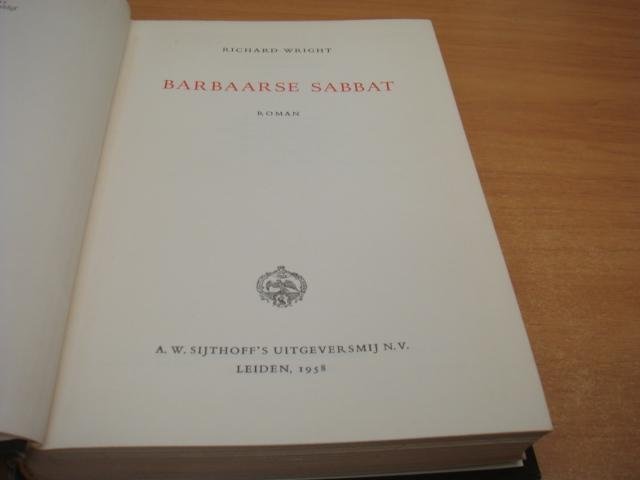 RICHARD WRIGHT
BARBAARSE SABBAT
ROMAN
A. W. SIJTHOFF'S UITGEVERSMIJ N.V.
LEIDEN, 1958